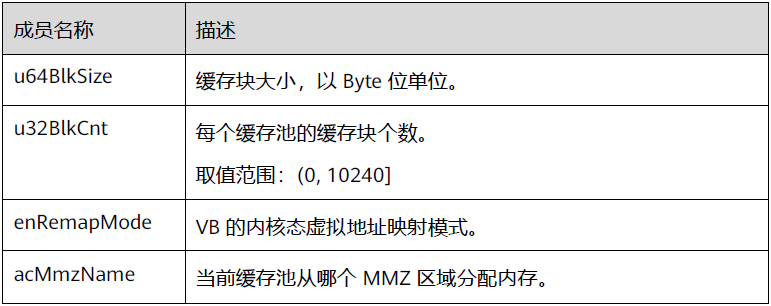 成员名称 描述
u64BlkSize 缓存块大小，以 Byte 位单位。
u32BlkCnt 每个缓存池的缓存块个数。
取值范围：(0, 10240]
enRemapMode VB 的内核态虚拟地址映射模式。
acMmzName 当前缓存池从哪个 MMZ 区域分配内存。